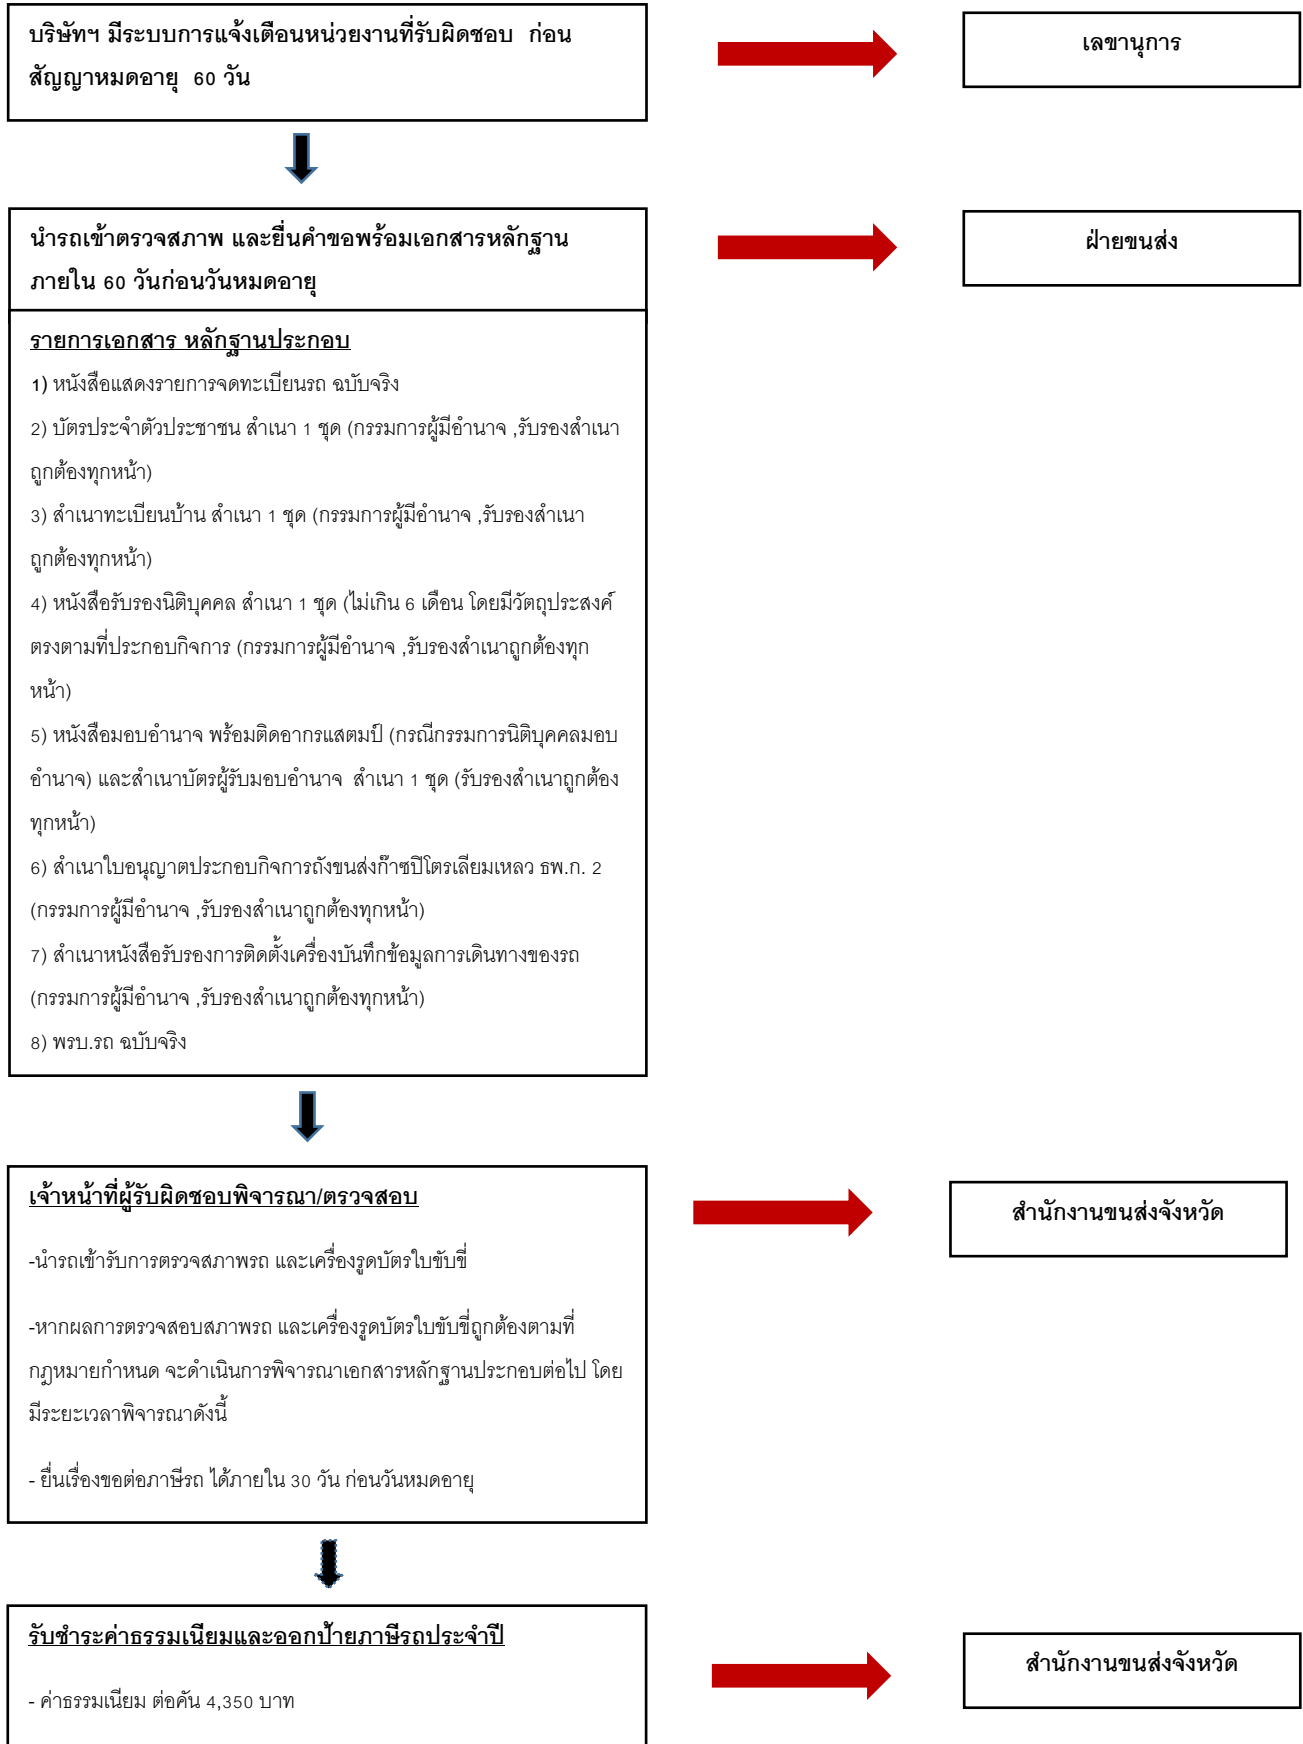 บริษัทฯ มีระบบการแจ้งเตือนหน่วยงานที่รับผิดชอบ ก่อน
สัญญาหมดอายุ 60 วัน
เลขานุการ
นำรถเข้าตรวจสภาพ และยื่นคำขอพร้อมเอกสารหลักฐาน
ภายใน 60 วันก่อนวันหมดอายุ
ฝ่ายขนส่ง
รายการเอกสาร หลักฐานประกอบ
1) หนังสือแสดงรายการจดทะเบียนรถ ฉบับจริง
2) บัตรประจำตัวประชาชน สำเนา 1 ชุด (กรรมการผู้มีอำนาจ ,รับรองสำเนา
ถูกต้องทุกหน้า)
3) สำเนาทะเบียนบ้าน สำเนา 1 ชุด (กรรมการผู้มีอำนาจ ,รับรองสำเนา
ถูกต้องทุกหน้า)
4) หนังสือรับรองนิติบุคคล สำเนา 1 ชุด (ไม่เกิน 6 เดือน โดยมีวัตถุประสงค์
ตรงตามที่ประกอบกิจการ (กรรมการผู้มีอำนาจ ,รับรองสำเนาถูกต้องทุก
หน้า)
5) หนังสือมอบอำนาจ พร้อมติดอากรแสตมป์ (กรณีกรรมการนิติบุคคลมอบ
อำนาจ) และสำเนาบัตรผู้รับมอบอำนาจ สำเนา 1 ชุด (รับรองสำเนาถูกต้อง
ทุกหน้า)
6) สำเนาใบอนุญาตประกอบกิจการถังขนส่งก๊าซปิโตรเลียมเหลว ธพ.ก. 2
(กรรมการผู้มีอำนาจ ,รับรองสำเนาถูกต้องทุกหน้า)
7) สำเนาหนังสือรับรองการติดตั้งเครื่องบันทึกข้อมูลการเดินทางของรถ
(กรรมการผู้มีอำนาจ ,รับรองสำเนาถูกต้องทุกหน้า)
8) พรบ.รถ ฉบับจริง
เจ้าหน้าที่ผู้รับผิดชอบพิจารณา/ตรวจสอบ
สำนักงานขนส่งจังหวัด
-นำรถเข้ารับการตรวจสภาพรถ และเครื่องรูดบัตรใบขับขี่
-หากผลการตรวจสอบสภาพรถ และเครื่องรูดบัตรใบขับขี่ถูกต้องตามที่
กฎหมายกำหนด จะดำเนินการพิจารณาเอกสารหลักฐานประกอบต่อไป โดย
มีระยะเวลาพิจารณาดังนี้
- ยื่นเรื่องขอต่อภาษีรถ ได้ภายใน 30 วัน ก่อนวันหมดอายุ
รับชำระค่าธรรมเนียมและออกป้ายภาษีรถประจำปี
สำนักงานขนส่งจังหวัด
- ค่าธรรมเนียม ต่อคัน 4,350 บาท